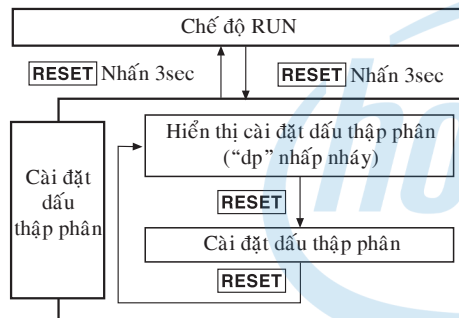 Chế độ RUN
RESET Nhấn 3sec
RESET Nhấn 3sec
Hiển thị cài đặt dấu thập phân
(“dp” nhấp nháy)
Cài đặt
dấu
thập phân
RESET
Cài đặt dấu thập phân
RESET